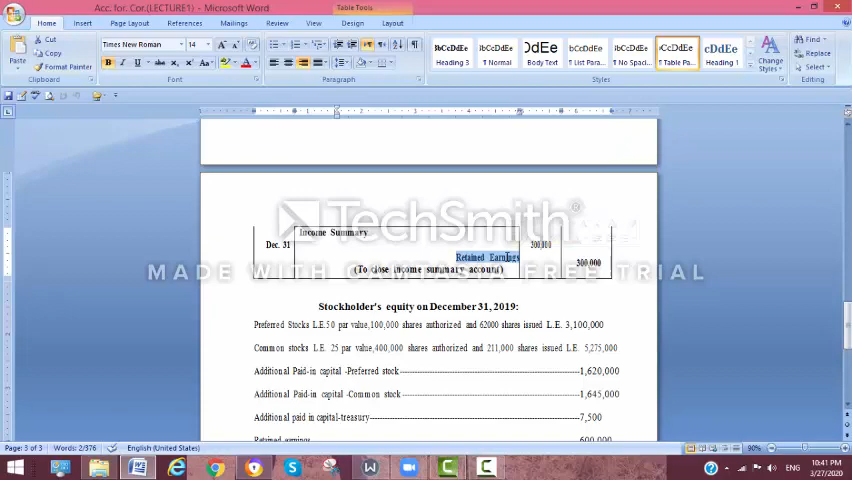 Acc. for. Cor.(LECTURE1) - Microsoft Word
Table Tools
Home Insert Page Layout References Mailings Review View Design Layout
Cut
Copy
Format Painter
Paste
Clipboard
Times New Roman 14
Font
Paragraph
AaBbCcDdEe
Heading 3
Normal
Body Text
List Para...
No Spaci...
Table Pa...
Heading 1
Change Styles
Styles
Find
Replace
Select
Editing
TechSmith
MADE WITH CAMTASIA FREE TRIAL
Income Summary
Dec. 31 300,000
Retained Earnings
300,000
(To close income summary account)
Stockholder's equity on December 31, 2019:
Preferred Stocks L.E.50 par value,100,000 shares authorized and 62000 shares issued L.E. 3,100,000
Common stocks L.E. 25 par value,400,000 shares authorized and 211,000 shares issued L.E. 5,275,000
Additional Paid-in capital -Preferred stock---1,620,000
Additional Paid-in capital -Common stock---1,645,000
Additional paid in capital-treasury---7,500
Retained earnings 600,000
Page: 3 of 3 Words: 2/376 English (United States) 90%
ENG 10:41 PM
3/27/2020